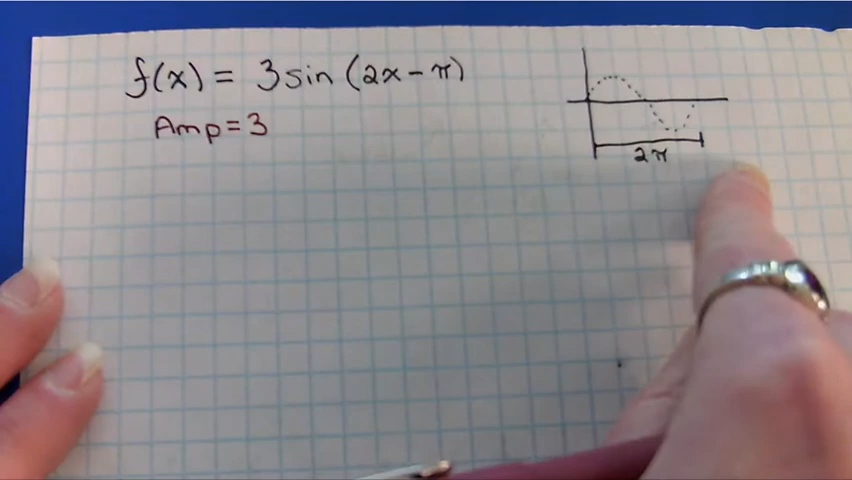 f(x) = 3sin(2x-π)
Amp=3
2π